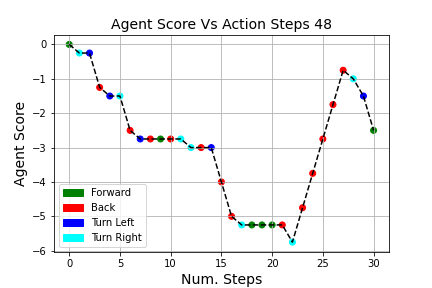 Agent Score Vs Action Steps 48
Agent Score
0
−1
−2
−3
−4
−5
−6
Forward
Back
Turn Left
Turn Right
0 5 10 15 20 25 30
Num. Steps